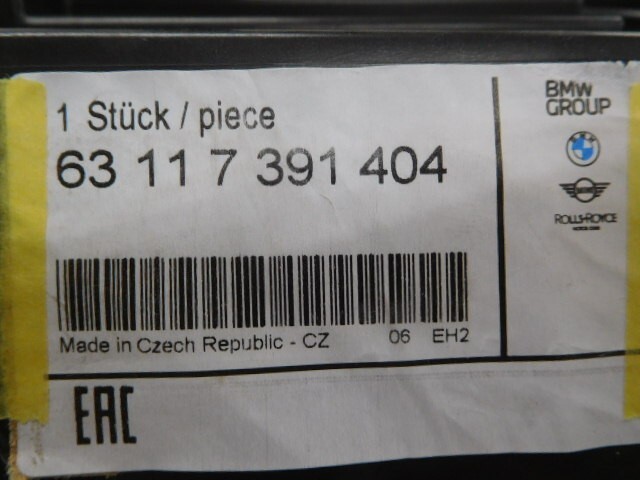 1 Stück / piece
63 11 7 391 404
Made in Czech Republic - CZ 06 EH2
EAC
BMW
GROUP
ROLLS-ROYCE